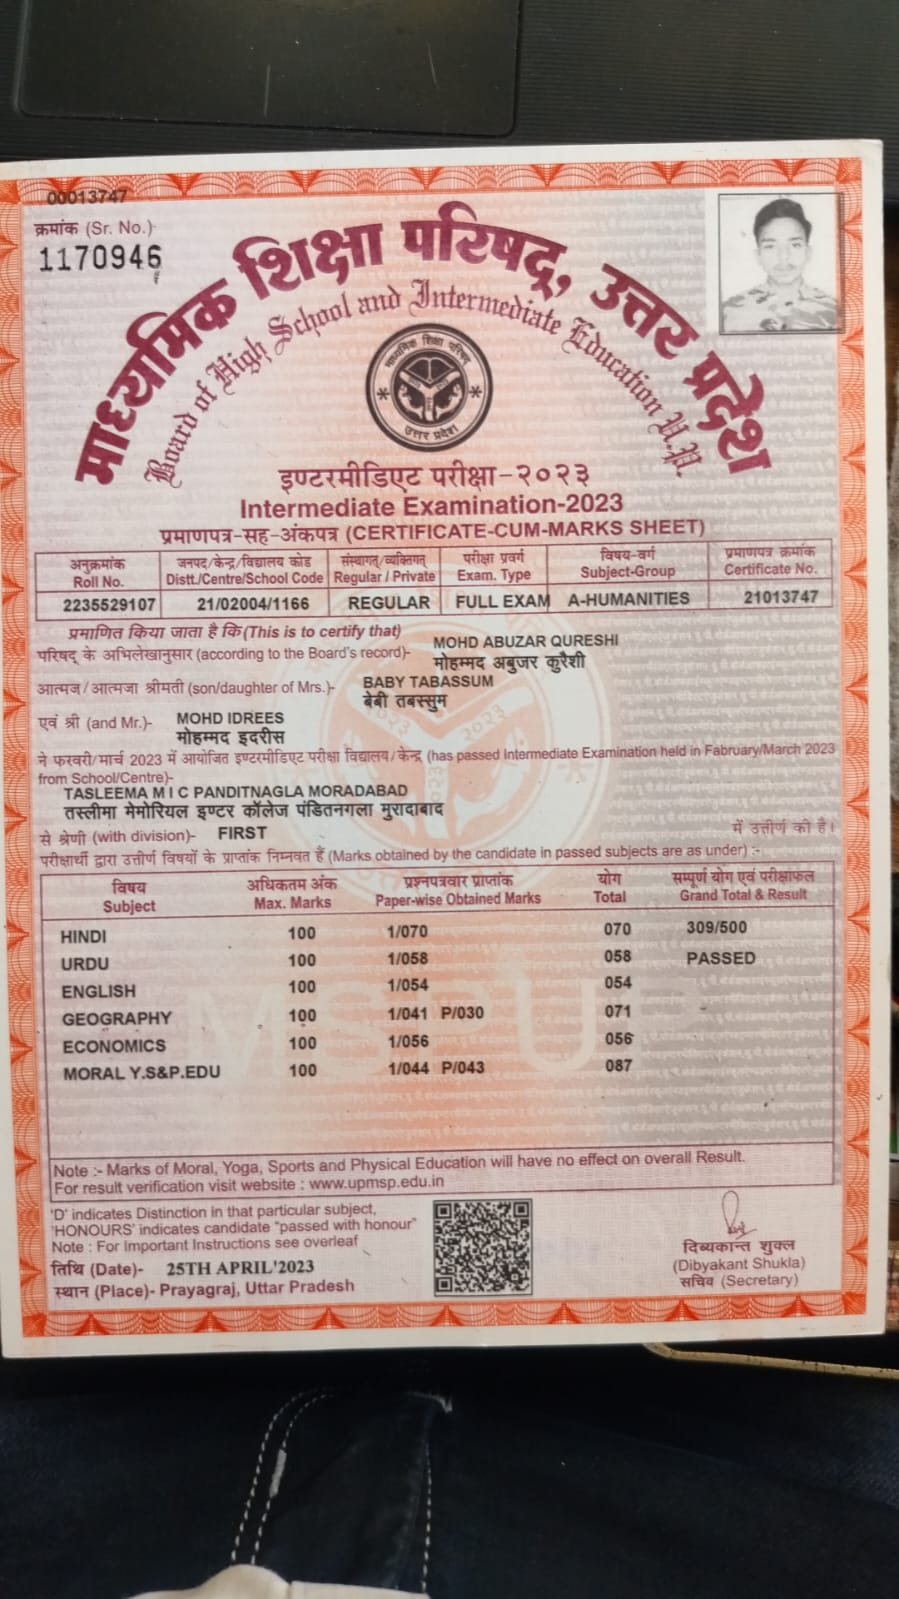 00013747
क्रमांक (Sr. No.)
1170946
माध्यमिक शिक्षा परिषद्, उत्तर प्रदेश
Board of High School and Intermediate Education U.P.
माध्यमिक शिक्षा परिषद्
उत्तर प्रदेश
इण्टरमीडिएट परीक्षा-२०२३
Intermediate Examination-2023
प्रमाणपत्र-सह-अंकपत्र (CERTIFICATE-CUM-MARKS SHEET)
अनुक्रमांक जनपद/केन्द्र/विद्यालय कोड संस्थागत/व्यक्तिगत परीक्षा प्रवर्ग विषय-वर्ग प्रमाणपत्र क्रमांक
Roll No. Distt./Centre/School Code Regular / Private Exam. Type Subject-Group Certificate No.
2235529107 21/02004/1166 REGULAR FULL EXAM A-HUMANITIES 21013747
प्रमाणित किया जाता है कि (This is to certify that)
परिषद् के अभिलेखानुसार (according to the Board's record)- MOHD ABUZAR QURESHI
मोहम्मद अबुजर कुरैशी
आत्मज/आत्मजा श्रीमती (son/daughter of Mrs.)- BABY TABASSUM
बेबी तबस्सुम
एवं श्री (and Mr.)- MOHD IDREES
मोहम्मद इदरीस
ने फरवरी/मार्च 2023 में आयोजित इण्टरमीडिएट परीक्षा विद्यालय/केन्द्र (has passed Intermediate Examination held in Fabruary/March 2023
from School/Centre)-
TASLEEMA M I C PANDITNAGLA MORADABAD
तस्लीमा मेमोरियल इण्टर कॉलेज पंडितनगला मुरादाबाद
से श्रेणी (with division)- FIRST में उत्तीर्ण की है।
परीक्षार्थी द्वारा उत्तीर्ण विषयों के प्राप्तांक निम्नवत हैं (Marks obtained by the candidate in passed subjects are as under) :-
विषय अधिकतम अंक प्रश्नपत्रवार प्राप्तांक योग सम्पूर्ण योग एवं परीक्षाफल
Subject Max. Marks Paper-wise Obtained Marks Total Grand Total & Result
HINDI 100 1/070 070 309/500
URDU 100 1/058 058 PASSED
ENGLISH 100 1/054 054
GEOGRAPHY 100 1/041 P/030 071
ECONOMICS 100 1/056 056
MORAL Y.S&P.EDU 100 1/044 P/043 087
Note :- Marks of Moral, Yoga, Sports and Physical Education will have no effect on overall Result.
For result verification visit website : www.upmsp.edu.in
'D' indicates Distinction in that particular subject,
'HONOURS' indicates candidate "passed with honour"
Note : For Important Instructions see overleaf
तिथि (Date)- 25TH APRIL'2023
स्थान (Place)- Prayagraj, Uttar Pradesh
दिब्यकान्त शुक्ल
(Dibyakant Shukla)
सचिव (Secretary)